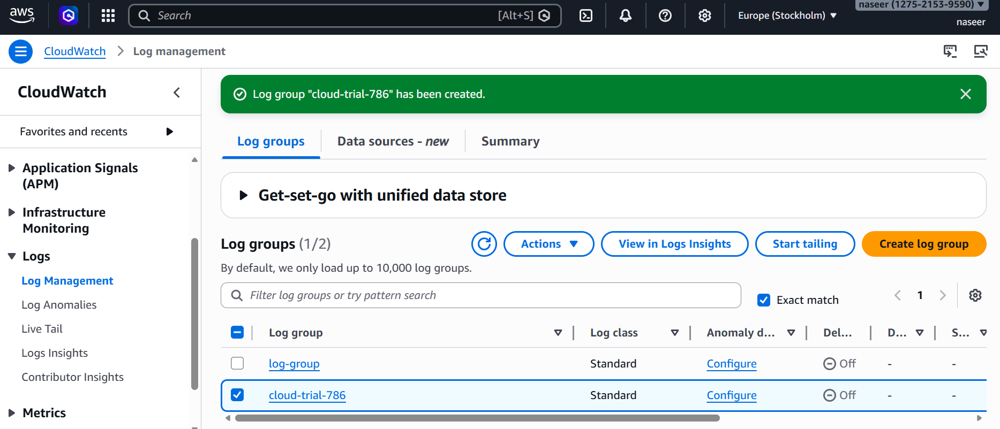 aws
Search
[Alt+S]
Europe (Stockholm)
naseer (1275-2153-9590)
naseer
CloudWatch
Log management
CloudWatch
Favorites and recents
Application Signals
(APM)
Infrastructure
Monitoring
Logs
Log Management
Log Anomalies
Live Tail
Logs Insights
Contributor Insights
Metrics
Log group "cloud-trial-786" has been created.
Log groups
Data sources - new
Summary
Get-set-go with unified data store
Log groups (1/2)
Actions
View in Logs Insights
Start tailing
Create log group
By default, we only load up to 10,000 log groups.
Filter log groups or try pattern search
Exact match
1
Log group Log class Anomaly d... Del... D... S...
log-group Standard Configure Off - -
cloud-trial-786 Standard Configure Off - -